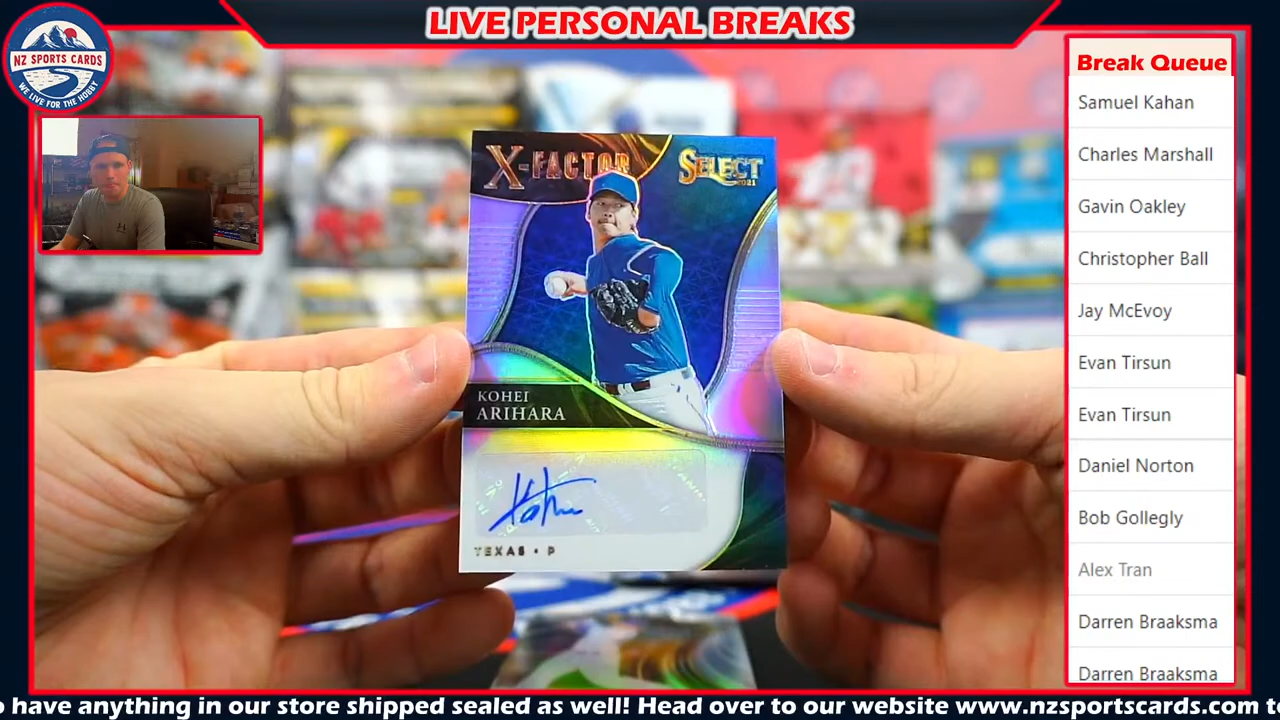 LIVE PERSONAL BREAKS
NZ SPORTS CARDS
WE LIVE FOR THE HOBBY
X-FACTOR
SELECT
2021
KOHEI
ARIHARA
TEXAS • P
Break Queue
Samuel Kahan
Charles Marshall
Gavin Oakley
Christopher Ball
Jay McEvoy
Evan Tirsun
Evan Tirsun
Daniel Norton
Bob Gollegly
Alex Tran
Darren Braaksma
Darren Braaksma
have anything in our store shipped sealed as well! Head over to our website www.nzsportscards.com